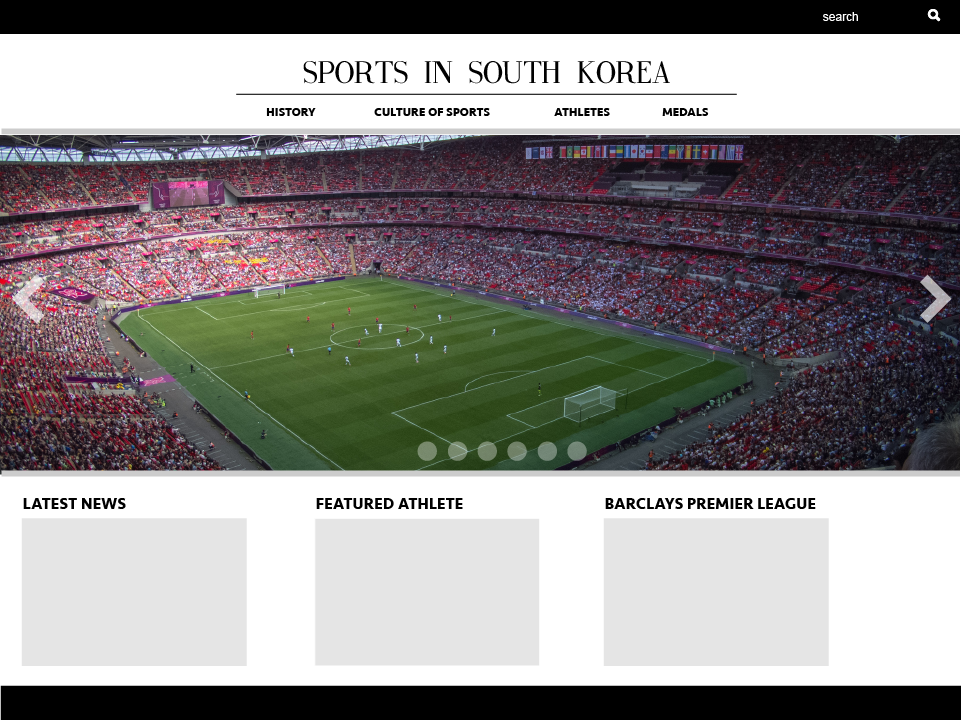 search
SPORTS IN SOUTH KOREA
HISTORY CULTURE OF SPORTS ATHLETES MEDALS
LATEST NEWS FEATURED ATHLETE BARCLAYS PREMIER LEAGUE